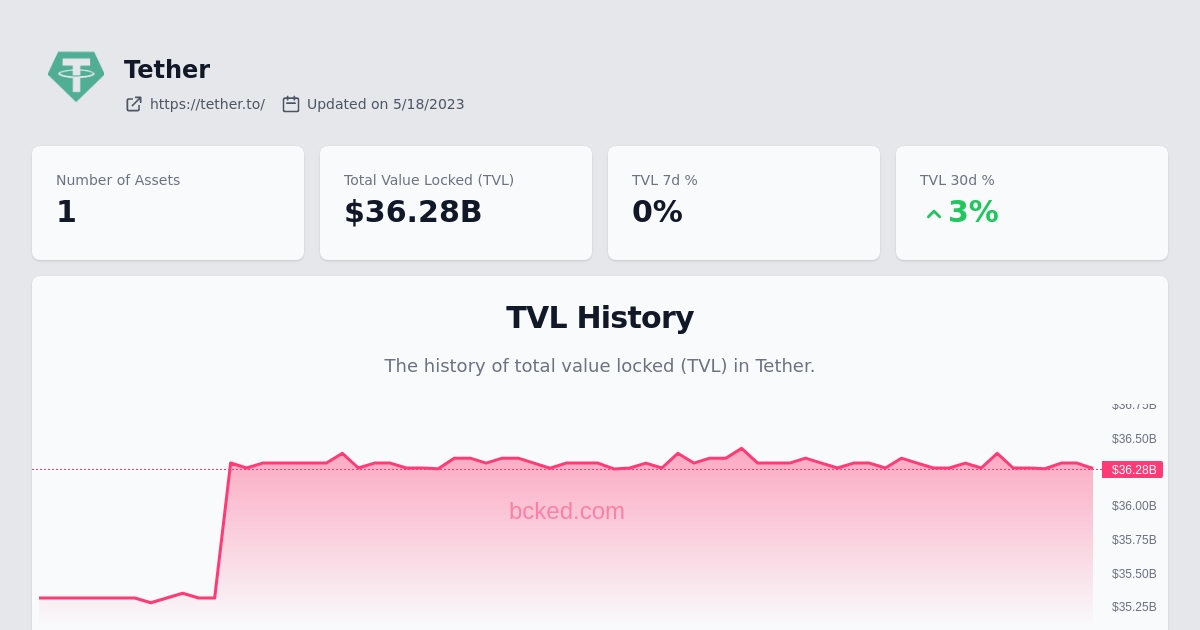 Tether
https://tether.to/ Updated on 5/18/2023
Number of Assets
1
Total Value Locked (TVL)
$36.28B
TVL 7d %
0%
TVL 30d %
3%
TVL History
The history of total value locked (TVL) in Tether.
$36.75B
$36.50B
$36.28B
$36.00B
$35.75B
$35.50B
$35.25B
bcked.com